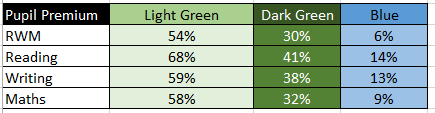 Pupil Premium Light Green Dark Green Blue
RWM 54% 30% 6%
Reading 68% 41% 14%
Writing 59% 38% 13%
Maths 58% 32% 9%